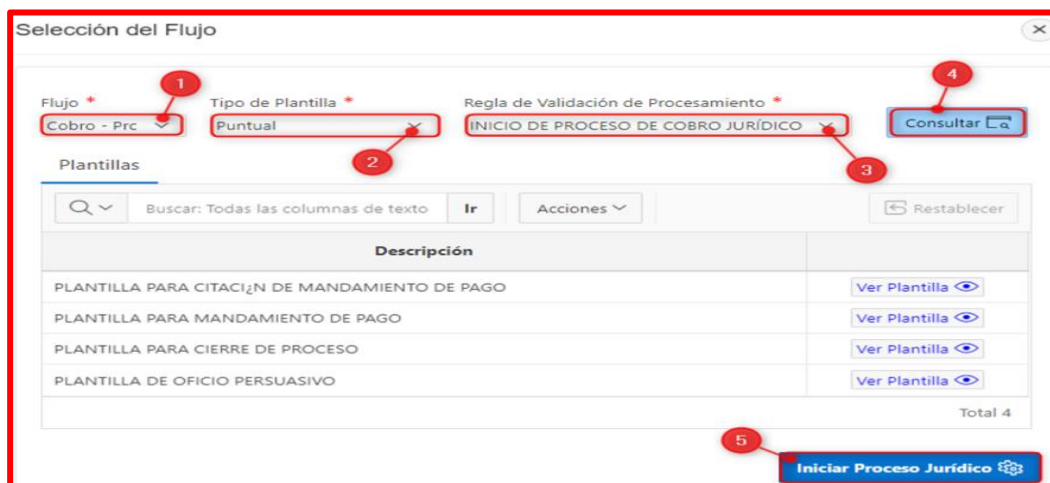 Selección del Flujo
1
4
Flujo * Tipo de Plantilla * Regla de Validación de Procesamiento *
Cobro - Prc Puntual INICIO DE PROCESO DE COBRO JURÍDICO Consultar
2
3
Plantillas
Buscar: Todas las columnas de texto Ir Acciones Restablecer
Descripción
PLANTILLA PARA CITACI¿N DE MANDAMIENTO DE PAGO Ver Plantilla
PLANTILLA PARA MANDAMIENTO DE PAGO Ver Plantilla
PLANTILLA PARA CIERRE DE PROCESO Ver Plantilla
PLANTILLA DE OFICIO PERSUASIVO Ver Plantilla
Total 4
5
Iniciar Proceso Jurídico